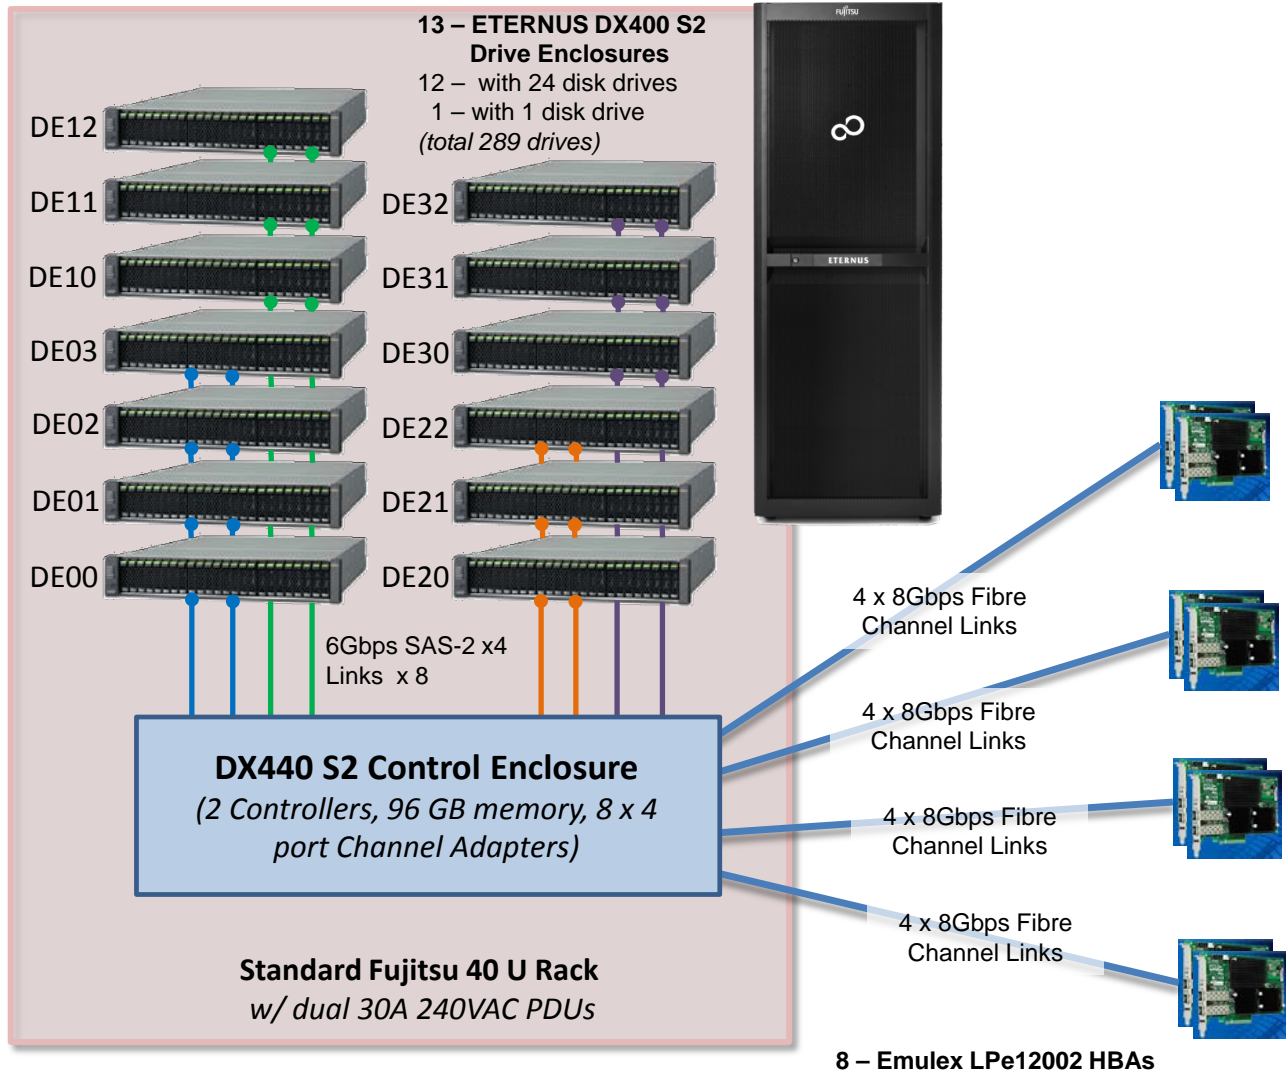 13 – ETERNUS DX400 S2
Drive Enclosures
12 – with 24 disk drives
1 – with 1 disk drive
(total 289 drives)
FUJITSU
ETERNUS
DE12
DE11
DE10
DE03
DE02
DE01
DE00
DE32
DE31
DE30
DE22
DE21
DE20
6Gbps SAS-2 x4
Links x 8
4 x 8Gbps Fibre
Channel Links
4 x 8Gbps Fibre
Channel Links
4 x 8Gbps Fibre
Channel Links
4 x 8Gbps Fibre
Channel Links
DX440 S2 Control Enclosure
(2 Controllers, 96 GB memory, 8 x 4
port Channel Adapters)
Standard Fujitsu 40 U Rack
w/ dual 30A 240VAC PDUs
8 – Emulex LPe12002 HBAs